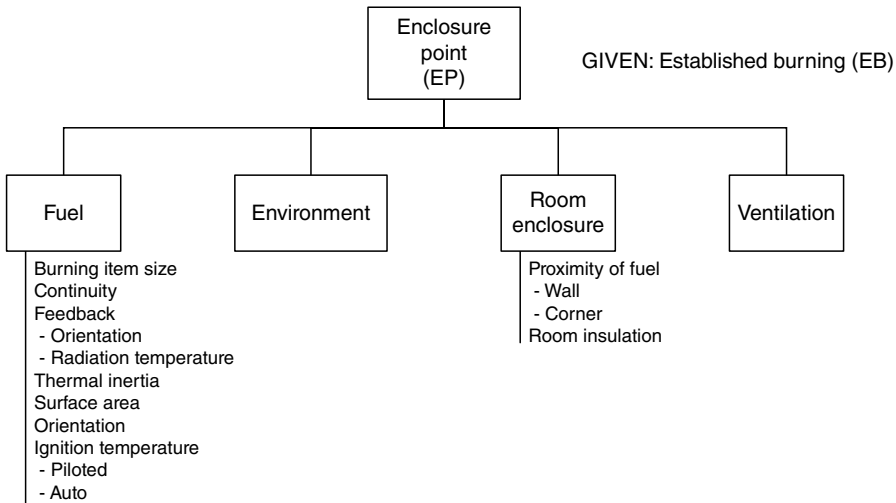 Enclosure
point
(EP)
GIVEN: Established burning (EB)
Fuel
Environment
Room
enclosure
Ventilation
Burning item size
Continuity
Feedback
- Orientation
- Radiation temperature
Thermal inertia
Surface area
Orientation
Ignition temperature
- Piloted
- Auto
Proximity of fuel
- Wall
- Corner
Room insulation